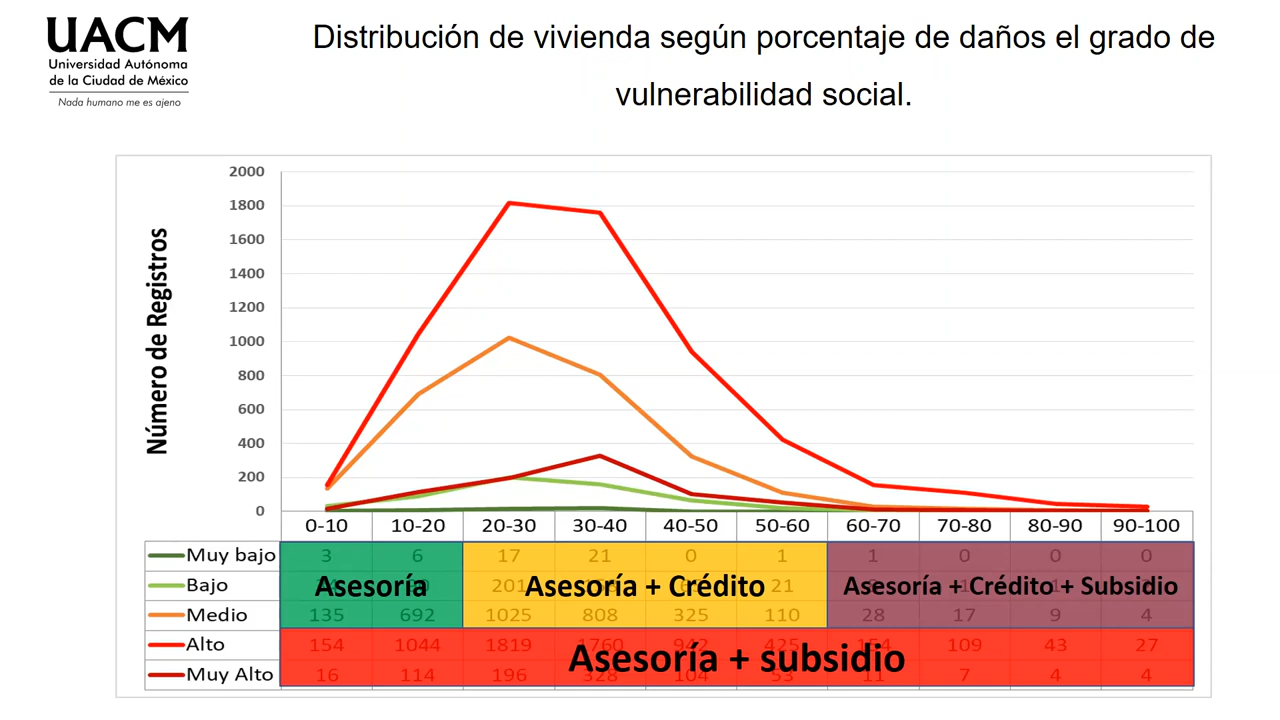 UACM
Universidad Autónoma
de la Ciudad de México
Nada humano me es ajeno
Distribución de vivienda según porcentaje de daños el grado de
vulnerabilidad social.
Número de Registros
2000
1800
1600
1400
1200
1000
800
600
400
200
0
0-10 10-20 20-30 30-40 40-50 50-60 60-70 70-80 80-90 90-100
Muy bajo 3 6 17 21 0 1 1 0 0 0
Bajo 201 21
Asesoría Asesoría + Crédito Asesoría + Crédito + Subsidio
Medio 135 692 1025 808 325 110 28 17 9 4
Alto 154 1044 1819 1760 942 425 154 109 43 27
Asesoría + subsidio
Muy Alto 16 114 196 328 104 53 11 7 4 4